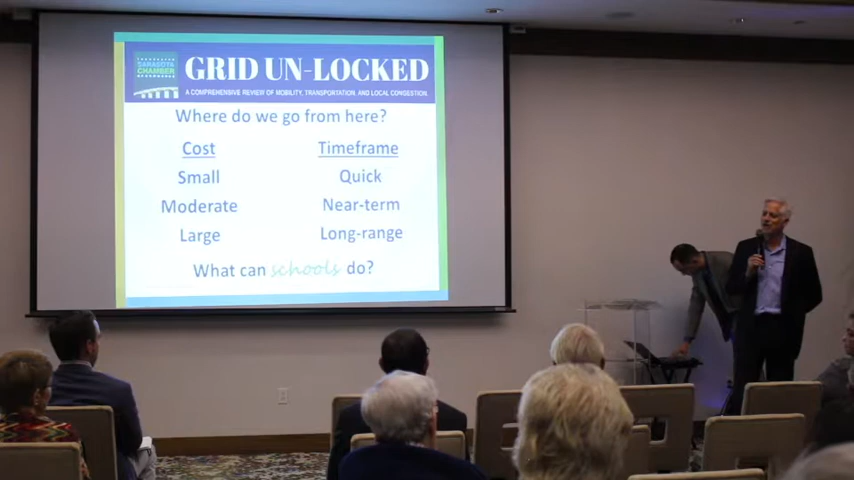 SARASOTA
CHAMBER
GRID UN-LOCKED
A COMPREHENSIVE REVIEW OF MOBILITY, TRANSPORTATION, AND LOCAL CONGESTION.
Where do we go from here?
Cost Timeframe
Small Quick
Moderate Near-term
Large Long-range
What can schools do?